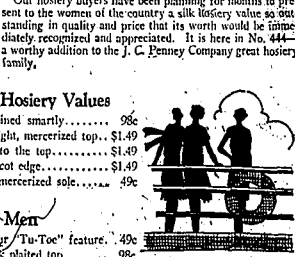 Our hosiery buyers have been planning for months to pre-
sent to the women of the country a silk hosiery value so out-
standing in quality and price that its worth would be imme-
diately recognized and appreciated. It is here in No. 444—
a worthy addition to the J. C. Penney Company great hosiery
family.
Hosiery Values
ined smartly........ 98c
ght, mercerized top.. $1.49
to the top.......... $1.49
cot edge............ $1.49
mercerized sole...... 49c
Men
ur "Tu-Toe" feature. 49c
plaited top 98c